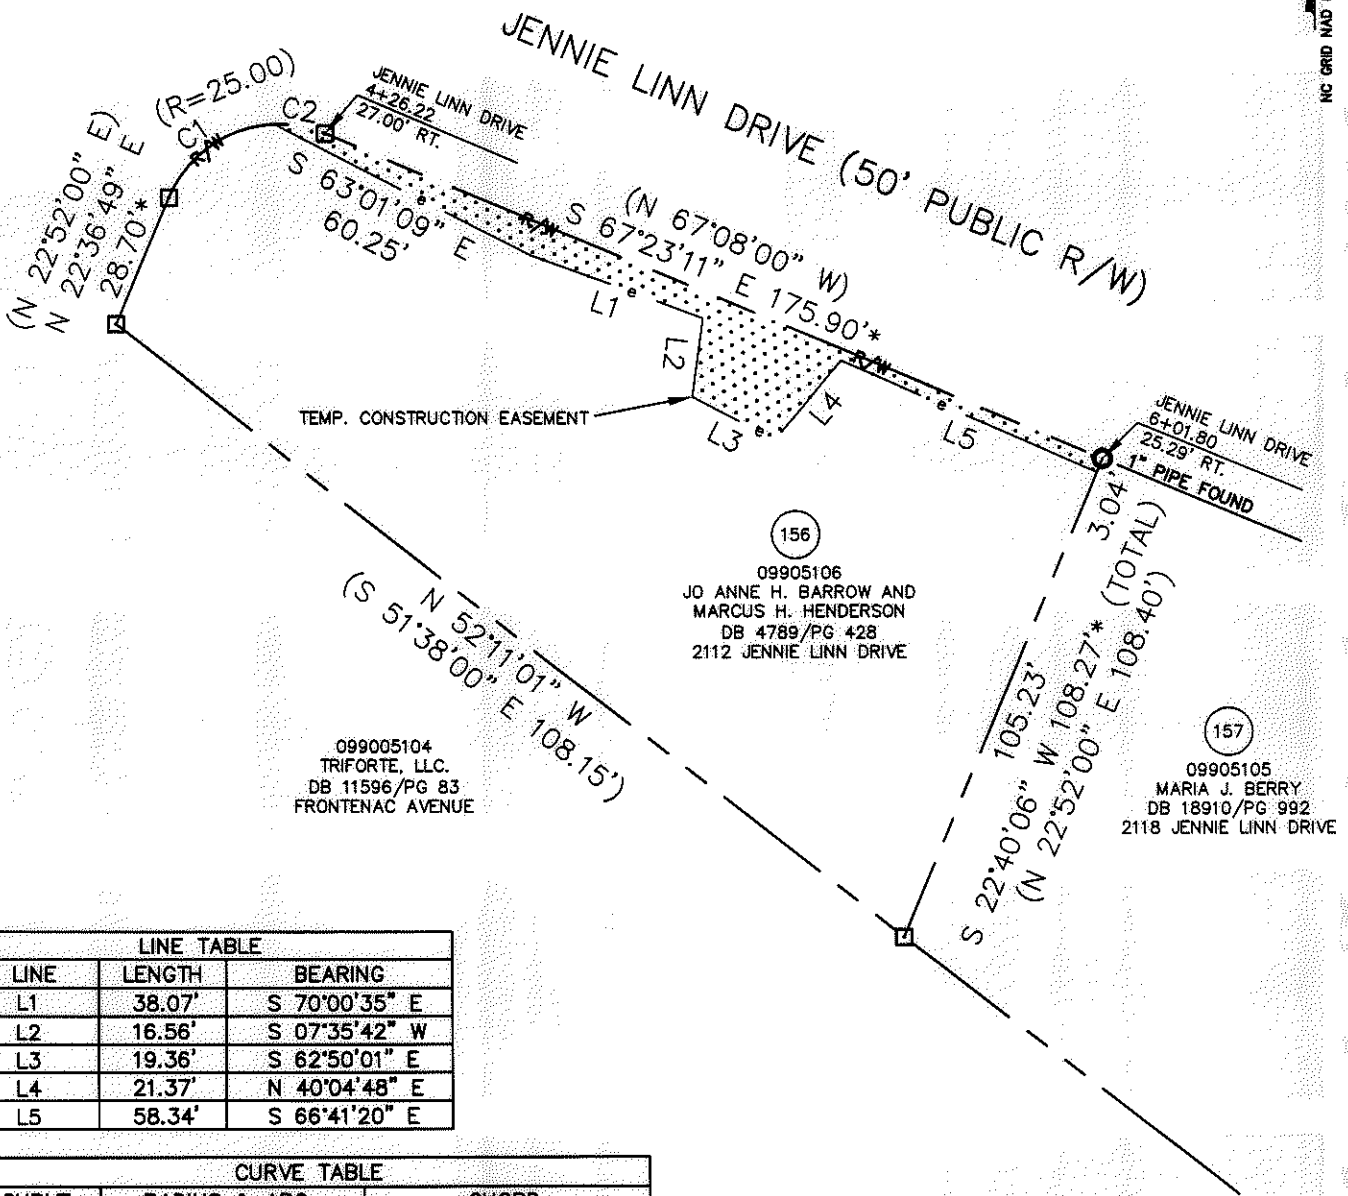 NC GRID NAD
JENNIE LINN DRIVE (50' PUBLIC R/W)
(R=25.00)
C1
R/W
C2
JENNIE LINN DRIVE
4+26.22
27.00' RT.
(N 22°52'00" E)
N 22°36'49" E
28.70'*
S 63°01'09" E
60.25'
e
R/W
(N 67°08'00" W)
S 67°23'11" E 175.90'*
L1
e
L2
R/W
TEMP. CONSTRUCTION EASEMENT
L3
e
L4
e
L5
JENNIE LINN DRIVE
6+01.80
25.29' RT.
1" PIPE FOUND
3.04'
105.23'
S 22°40'06" W 108.27'* (TOTAL)
(N 22°52'00" E 108.40')
156
09905106
JO ANNE H. BARROW AND
MARCUS H. HENDERSON
DB 4789/PG 428
2112 JENNIE LINN DRIVE
N 52°11'01" W
(S 51°38'00" E 108.15')
099005104
TRIFORTE, LLC.
DB 11596/PG 83
FRONTENAC AVENUE
157
09905105
MARIA J. BERRY
DB 18910/PG 992
2118 JENNIE LINN DRIVE
LINE TABLE
LINE LENGTH BEARING
L1 38.07' S 70°00'35" E
L2 16.56' S 07°35'42" W
L3 19.36' S 62°50'01" E
L4 21.37' N 40°04'48" E
L5 58.34' S 66°41'20" E
CURVE TABLE